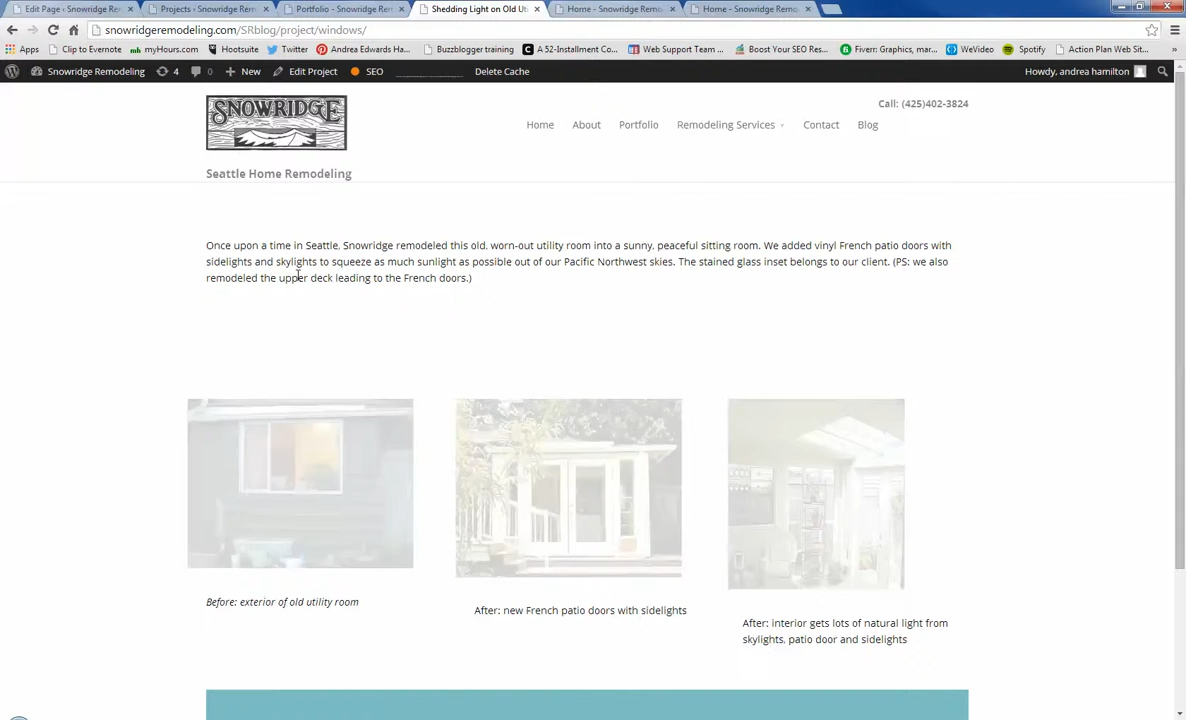 Edit Page ‹ Snowridge Re
Projects ‹ Snowridge Rem
Portfolio - Snowridge Rem
Shedding Light on Old Uti
Home - Snowridge Remo
Home - Snowridge Remo
snowridgeremodeling.com/SRblog/project/windows/
Apps
Clip to Evernote
myHours.com
Hootsuite
Twitter
Andrea Edwards Ha...
Buzzblogger training
A 52-Installment Co...
Web Support Team ...
Boost Your SEO Res...
Fiverr: Graphics, mar...
WeVideo
Spotify
Action Plan Web Sit...
Snowridge Remodeling
4
0
+ New
Edit Project
SEO
Delete Cache
Howdy, andrea hamilton
SNOWRIDGE
Call: (425)402-3824
Home
About
Portfolio
Remodeling Services
Contact
Blog
Seattle Home Remodeling
Once upon a time in Seattle, Snowridge remodeled this old, worn-out utility room into a sunny, peaceful sitting room. We added vinyl French patio doors with
sidelights and skylights to squeeze as much sunlight as possible out of our Pacific Northwest skies. The stained glass inset belongs to our client. (PS: we also
remodeled the upper deck leading to the French doors.)
Before: exterior of old utility room
After: new French patio doors with sidelights
After: interior gets lots of natural light from
skylights, patio door and sidelights